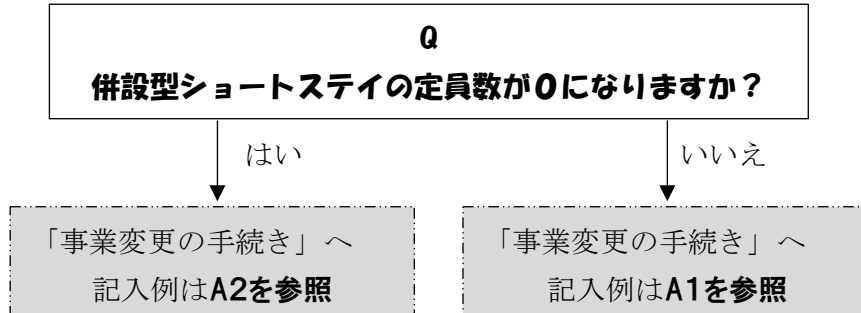 Q
併設型ショートステイの定員数が0になりますか？
はい
いいえ
「事業変更の手続き」へ
記入例はA2を参照
「事業変更の手続き」へ
記入例はA1を参照